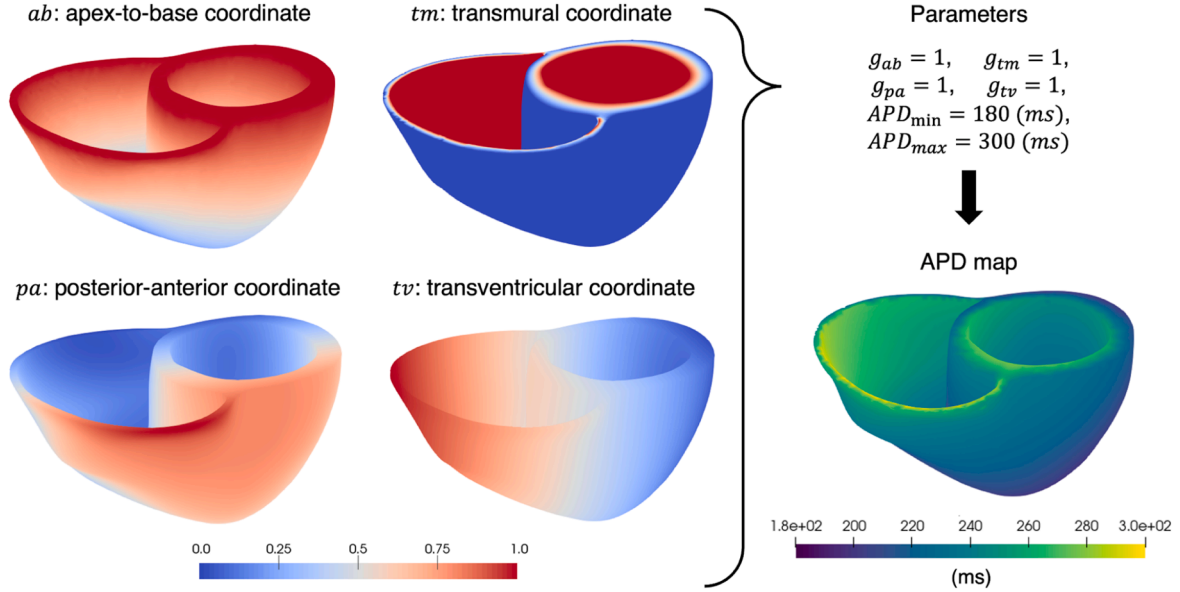 ab: apex-to-base coordinate
tm: transmural coordinate
Parameters
g_ab = 1, g_tm = 1,
g_pa = 1, g_tv = 1,
APD_min = 180 (ms),
APD_max = 300 (ms)
APD map
pa: posterior-anterior coordinate
tv: transventricular coordinate
0.0 0.25 0.5 0.75 1.0
1.8e+02 200 220 240 260 280 3.0e+02
(ms)